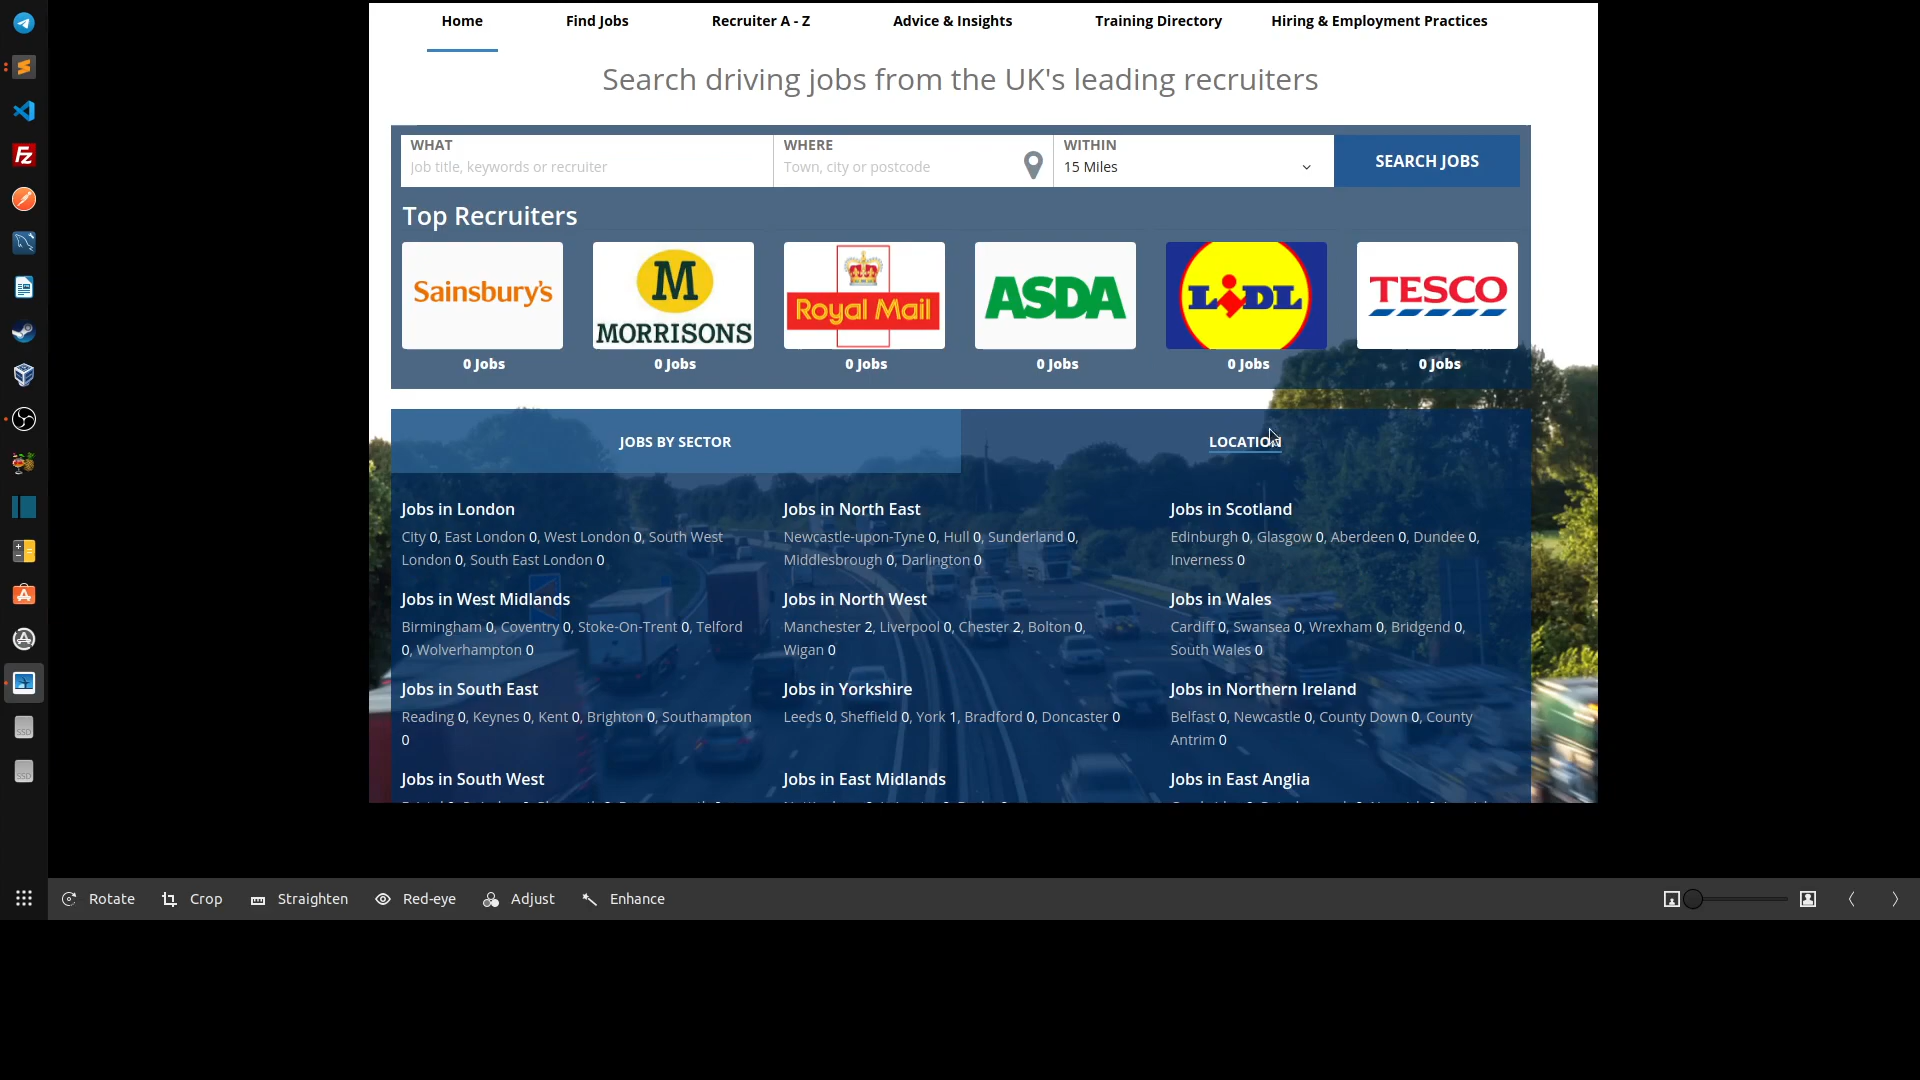 Home Find Jobs Recruiter A - Z Advice & Insights Training Directory Hiring & Employment Practices
Search driving jobs from the UK's leading recruiters
WHAT WHERE WITHIN
Job title, keywords or recruiter Town, city or postcode 15 Miles SEARCH JOBS
Top Recruiters
Sainsbury's M MORRISONS Royal Mail ASDA LIDL TESCO
0 Jobs 0 Jobs 0 Jobs 0 Jobs 0 Jobs 0 Jobs
JOBS BY SECTOR LOCATION
Jobs in London Jobs in North East Jobs in Scotland
City 0, East London 0, West London 0, South West Newcastle-upon-Tyne 0, Hull 0, Sunderland 0, Edinburgh 0, Glasgow 0, Aberdeen 0, Dundee 0,
London 0, South East London 0 Middlesbrough 0, Darlington 0 Inverness 0
Jobs in West Midlands Jobs in North West Jobs in Wales
Birmingham 0, Coventry 0, Stoke-On-Trent 0, Telford Manchester 2, Liverpool 0, Chester 2, Bolton 0, Cardiff 0, Swansea 0, Wrexham 0, Bridgend 0,
0, Wolverhampton 0 Wigan 0 South Wales 0
Jobs in South East Jobs in Yorkshire Jobs in Northern Ireland
Reading 0, Keynes 0, Kent 0, Brighton 0, Southampton Leeds 0, Sheffield 0, York 1, Bradford 0, Doncaster 0 Belfast 0, Newcastle 0, County Down 0, County
0 Antrim 0
Jobs in South West Jobs in East Midlands Jobs in East Anglia
Rotate Crop Straighten Red-eye Adjust Enhance